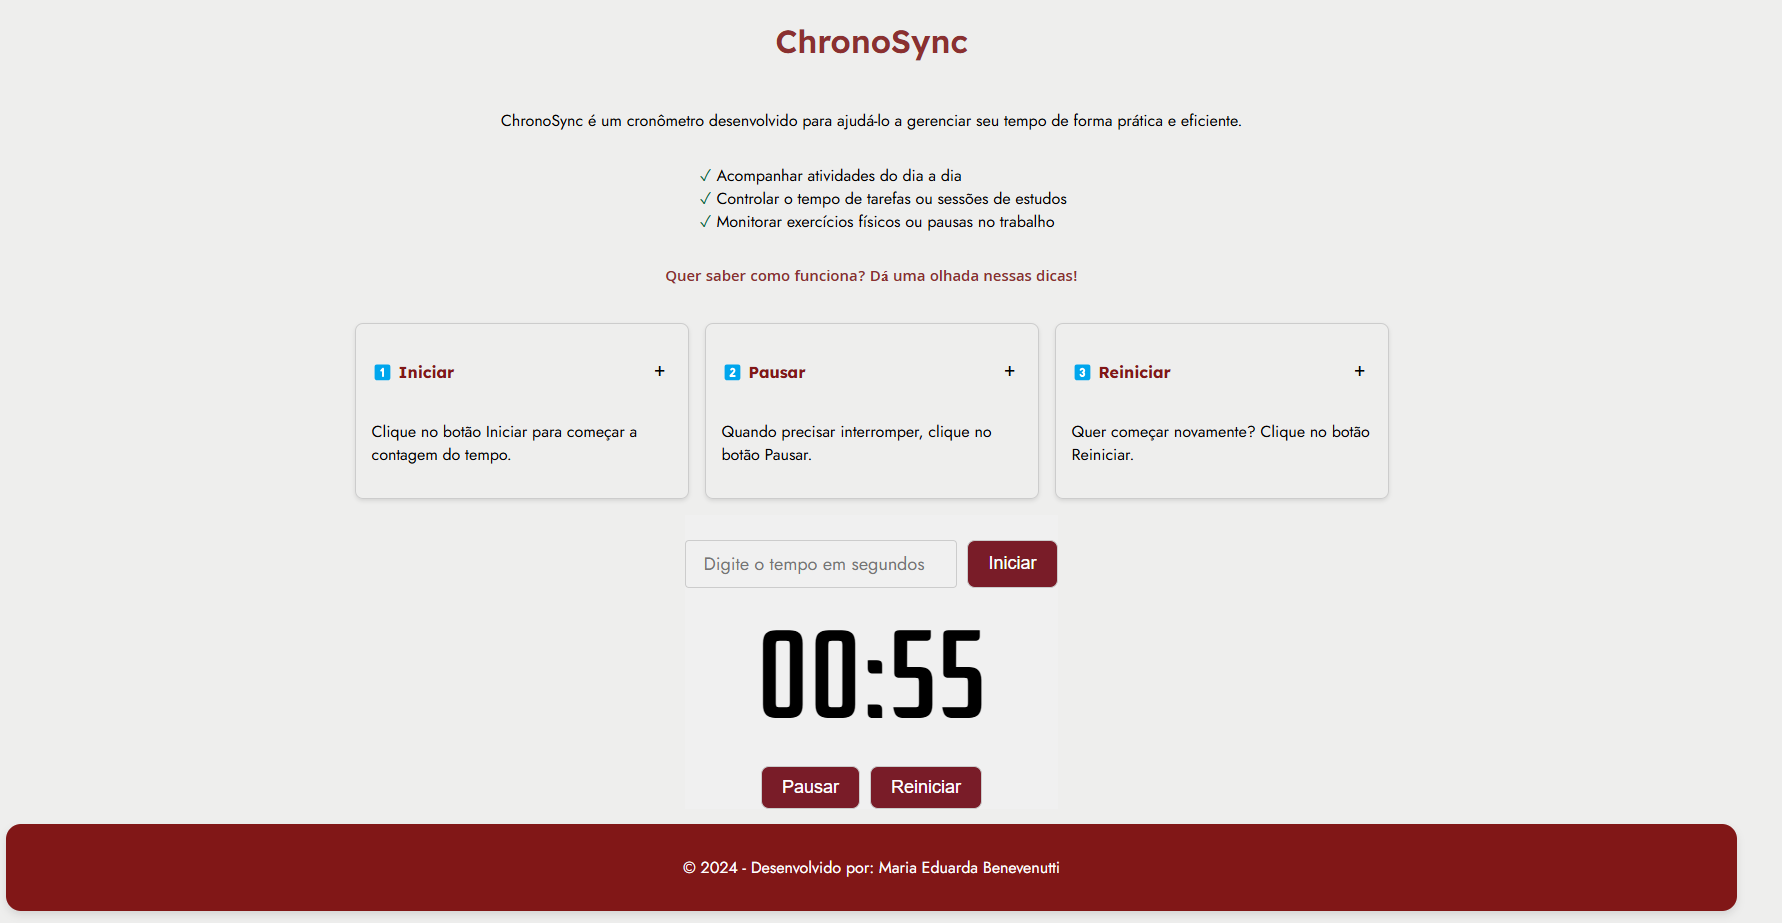 ChronoSync
ChronoSync é um cronômetro desenvolvido para ajudá-lo a gerenciar seu tempo de forma prática e eficiente.
✓ Acompanhar atividades do dia a dia
✓ Controlar o tempo de tarefas ou sessões de estudos
✓ Monitorar exercícios físicos ou pausas no trabalho
Quer saber como funciona? Dá uma olhada nessas dicas!
1 Iniciar +
Clique no botão Iniciar para começar a
contagem do tempo.
2 Pausar +
Quando precisar interromper, clique no
botão Pausar.
3 Reiniciar +
Quer começar novamente? Clique no botão
Reiniciar.
Digite o tempo em segundos Iniciar
00:55
Pausar Reiniciar
© 2024 - Desenvolvido por: Maria Eduarda Benevenutti